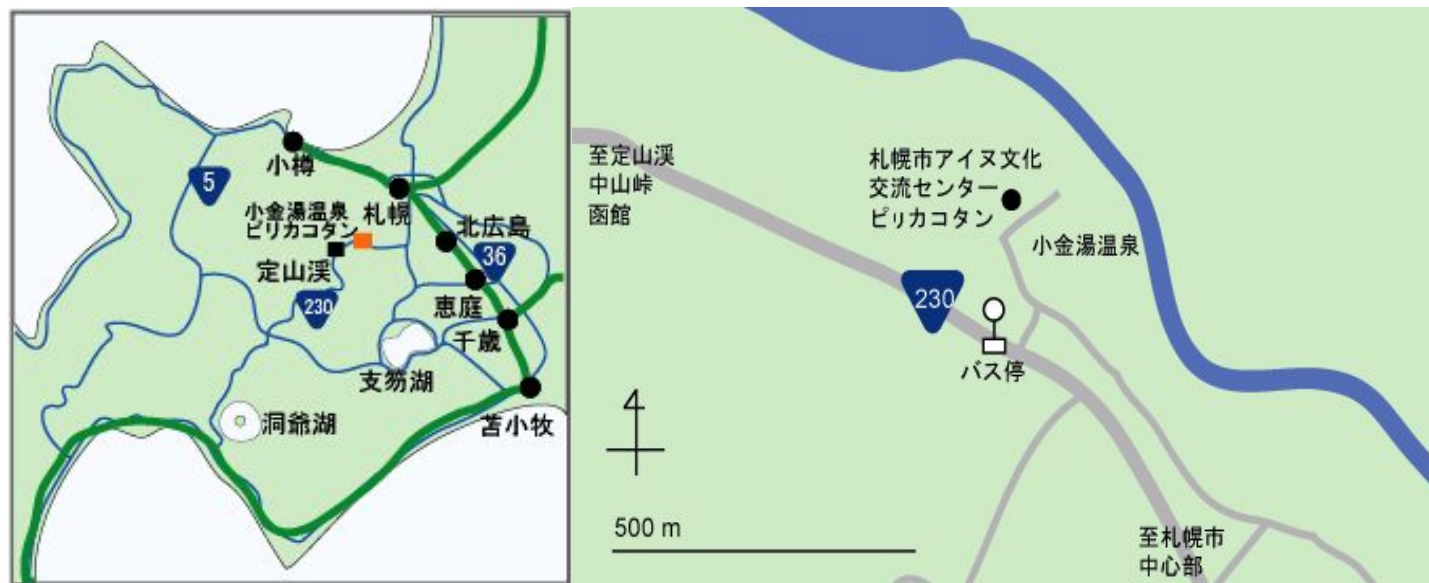 小樽
5
小金湯温泉
ピリカコタン
札幌
北広島
36
定山渓
230
恵庭
千歳
支笏湖
洞爺湖
苫小牧
至定山渓
中山峠
函館
札幌市アイヌ文化
交流センター
ピリカコタン
小金湯温泉
230
バス停
4
500 m
至札幌市
中心部